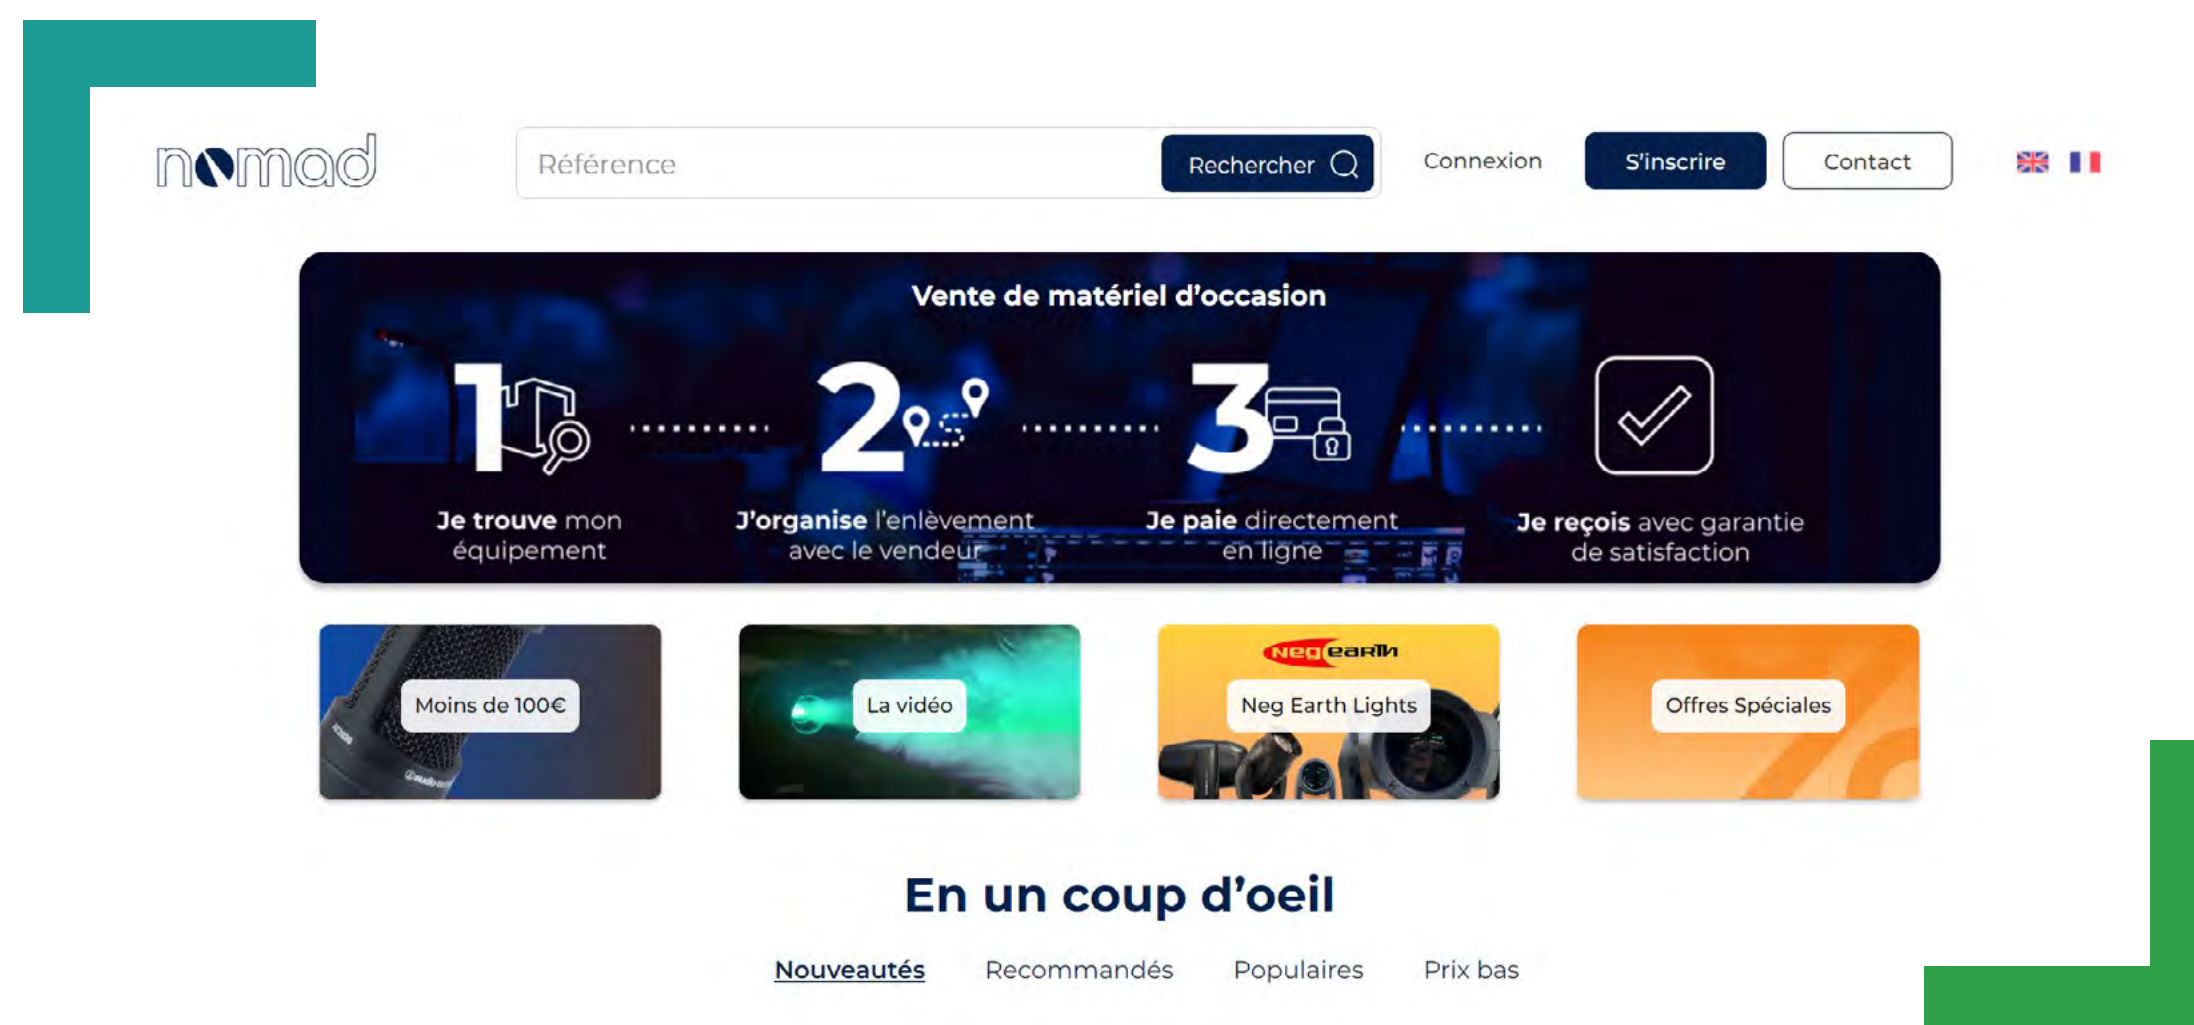 nomad
Référence
Rechercher
Connexion
S'inscrire
Contact
Vente de matériel d'occasion
1
2
3
Je trouve mon
équipement
J'organise l'enlèvement
avec le vendeur
Je paie directement
en ligne
Je reçois avec garantie
de satisfaction
Moins de 100€
La vidéo
Neg earth
Neg Earth Lights
Offres Spéciales
En un coup d'oeil
Nouveautés
Recommandés
Populaires
Prix bas